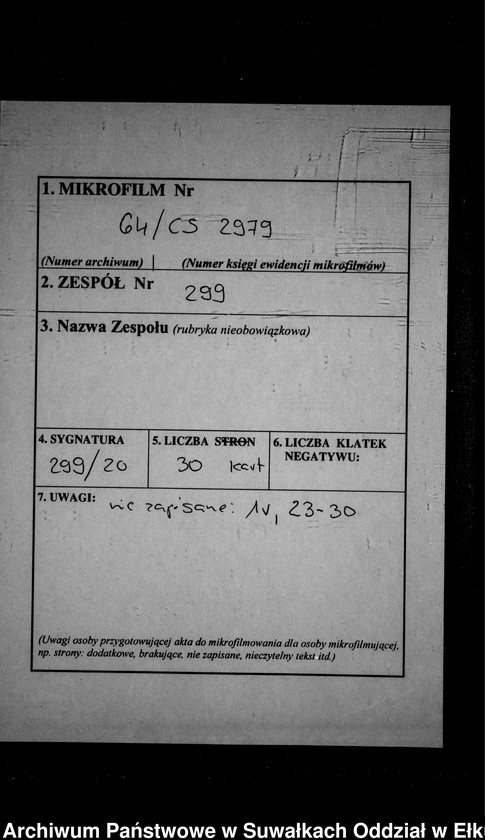 1. MIKROFILM Nr
64/CS 2979
(Numer archiwum) | (Numer księgi ewidencji mikrofilmów)
2. ZESPÓŁ Nr 299
3. Nazwa Zespołu (rubryka nieobowiązkowa)
4. SYGNATURA
299/20
5. LICZBA STRON
30 kart
6. LICZBA KLATEK
NEGATYWU:
7. UWAGI: nie zapisane: 1v, 23-30
(Uwagi osoby przygotowującej akta do mikrofilmowania dla osoby mikrofilmującej,
np. strony: dodatkowe, brakujące, nie zapisane, nieczytelny tekst itd.)
Archiwum Państwowe w Suwałkach Oddział w Ełk